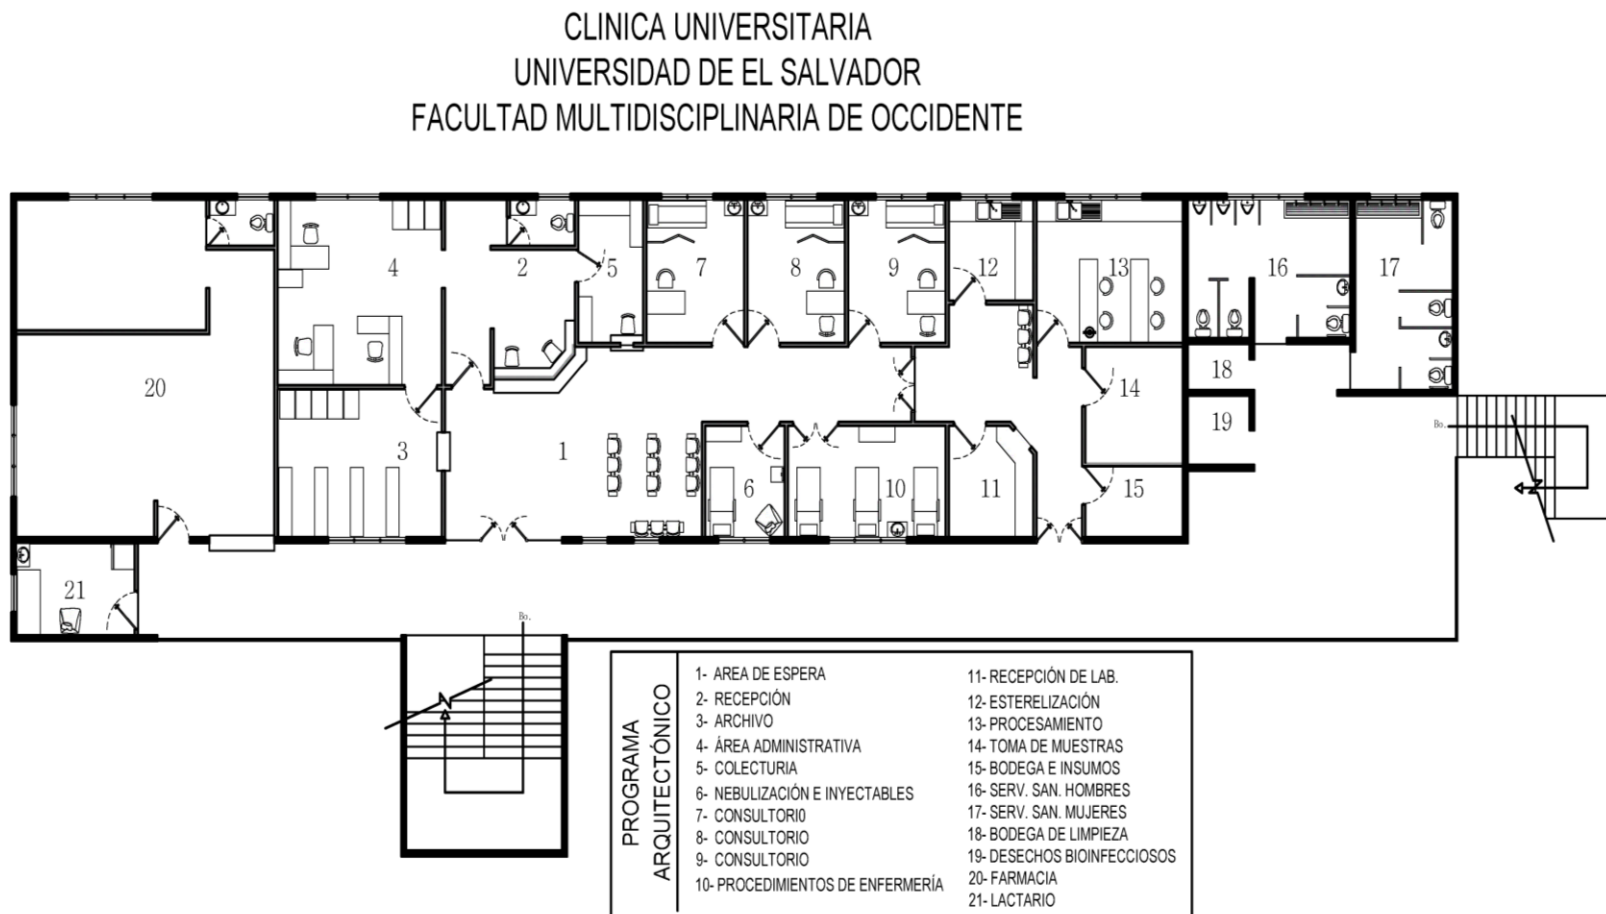 CLINICA UNIVERSITARIA
UNIVERSIDAD DE EL SALVADOR
FACULTAD MULTIDISCIPLINARIA DE OCCIDENTE
4
2
5
7
8
9
12
13
16
17
20
3
1
6
10
11
14
15
18
19
21
Bo.
Bo.
PROGRAMA
ARQUITECTÓNICO
1- AREA DE ESPERA
2- RECEPCIÓN
3- ARCHIVO
4- ÁREA ADMINISTRATIVA
5- COLECTURIA
6- NEBULIZACIÓN E INYECTABLES
7- CONSULTORI0
8- CONSULTORIO
9- CONSULTORIO
10- PROCEDIMIENTOS DE ENFERMERÍA
11- RECEPCIÓN DE LAB.
12- ESTERELIZACIÓN
13- PROCESAMIENTO
14- TOMA DE MUESTRAS
15- BODEGA E INSUMOS
16- SERV. SAN. HOMBRES
17- SERV. SAN. MUJERES
18- BODEGA DE LIMPIEZA
19- DESECHOS BIOINFECCIOSOS
20- FARMACIA
21- LACTARIO